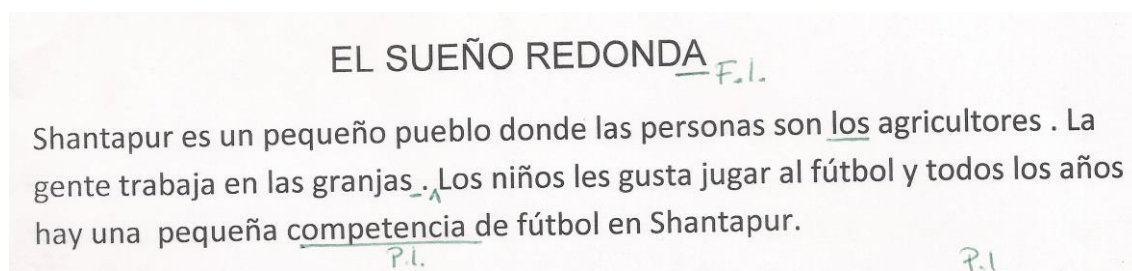 EL SUEÑO REDONDA F.I.
Shantapur es un pequeño pueblo donde las personas son los agricultores . La
gente trabaja en las granjas . Los niños les gusta jugar al fútbol y todos los años
hay una pequeña competencia de fútbol en Shantapur.
P.I. P.I